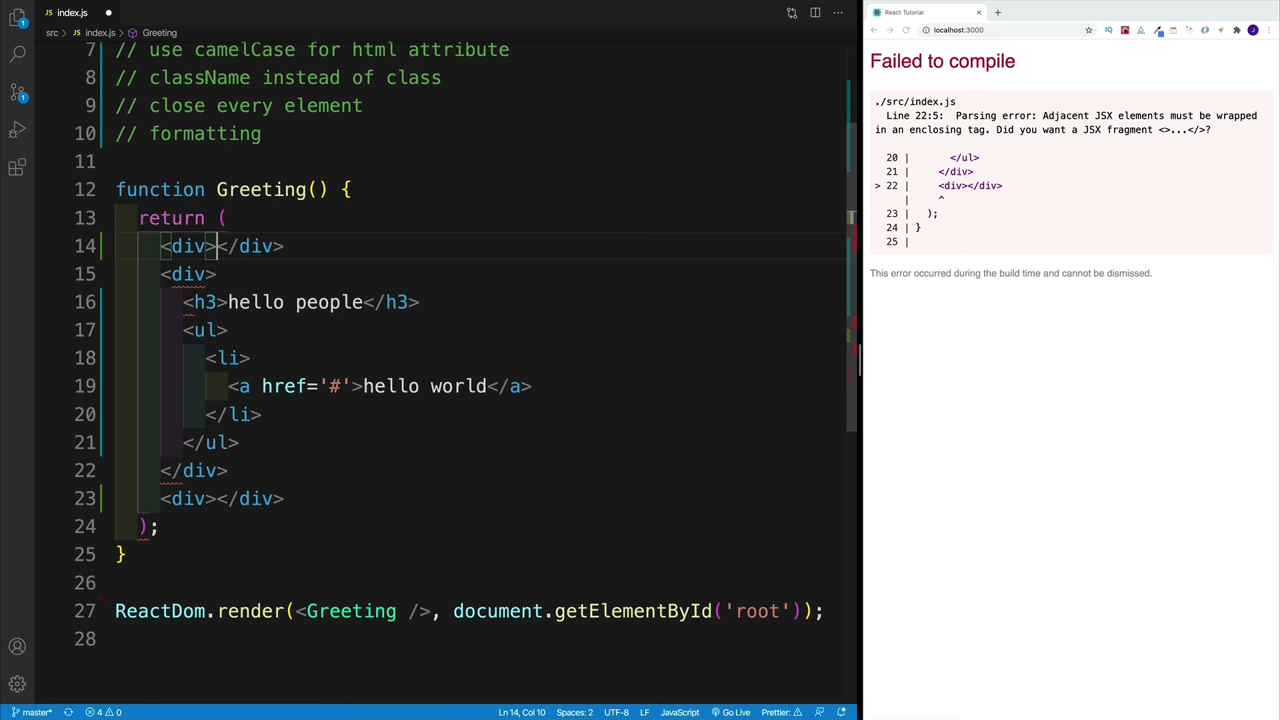 index.js
src > index.js > Greeting
7 // use camelCase for html attribute
8 // className instead of class
9 // close every element
10 // formatting
11
12 function Greeting() {
13 return (
14 <div></div>
15 <div>
16 <h3>hello people</h3>
17 <ul>
18 <li>
19 <a href='#'>hello world</a>
20 </li>
21 </ul>
22 </div>
23 <div></div>
24 );
25 }
26
27 ReactDom.render(<Greeting />, document.getElementById('root'));
28
master* 4 0 Ln 14, Col 10 Spaces: 2 UTF-8 LF JavaScript Go Live Prettier:
React Tutorial
localhost:3000
Failed to compile
./src/index.js
Line 22:5: Parsing error: Adjacent JSX elements must be wrapped
in an enclosing tag. Did you want a JSX fragment <>...</>?
20 | </ul>
21 | </div>
> 22 | <div></div>
| ^
23 | );
24 | }
25 |
This error occurred during the build time and cannot be dismissed.